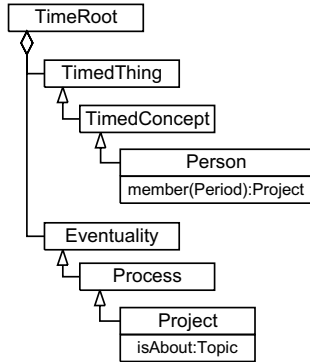 TimeRoot
TimedThing
TimedConcept
Person
member(Period):Project
Eventuality
Process
Project
isAbout:Topic